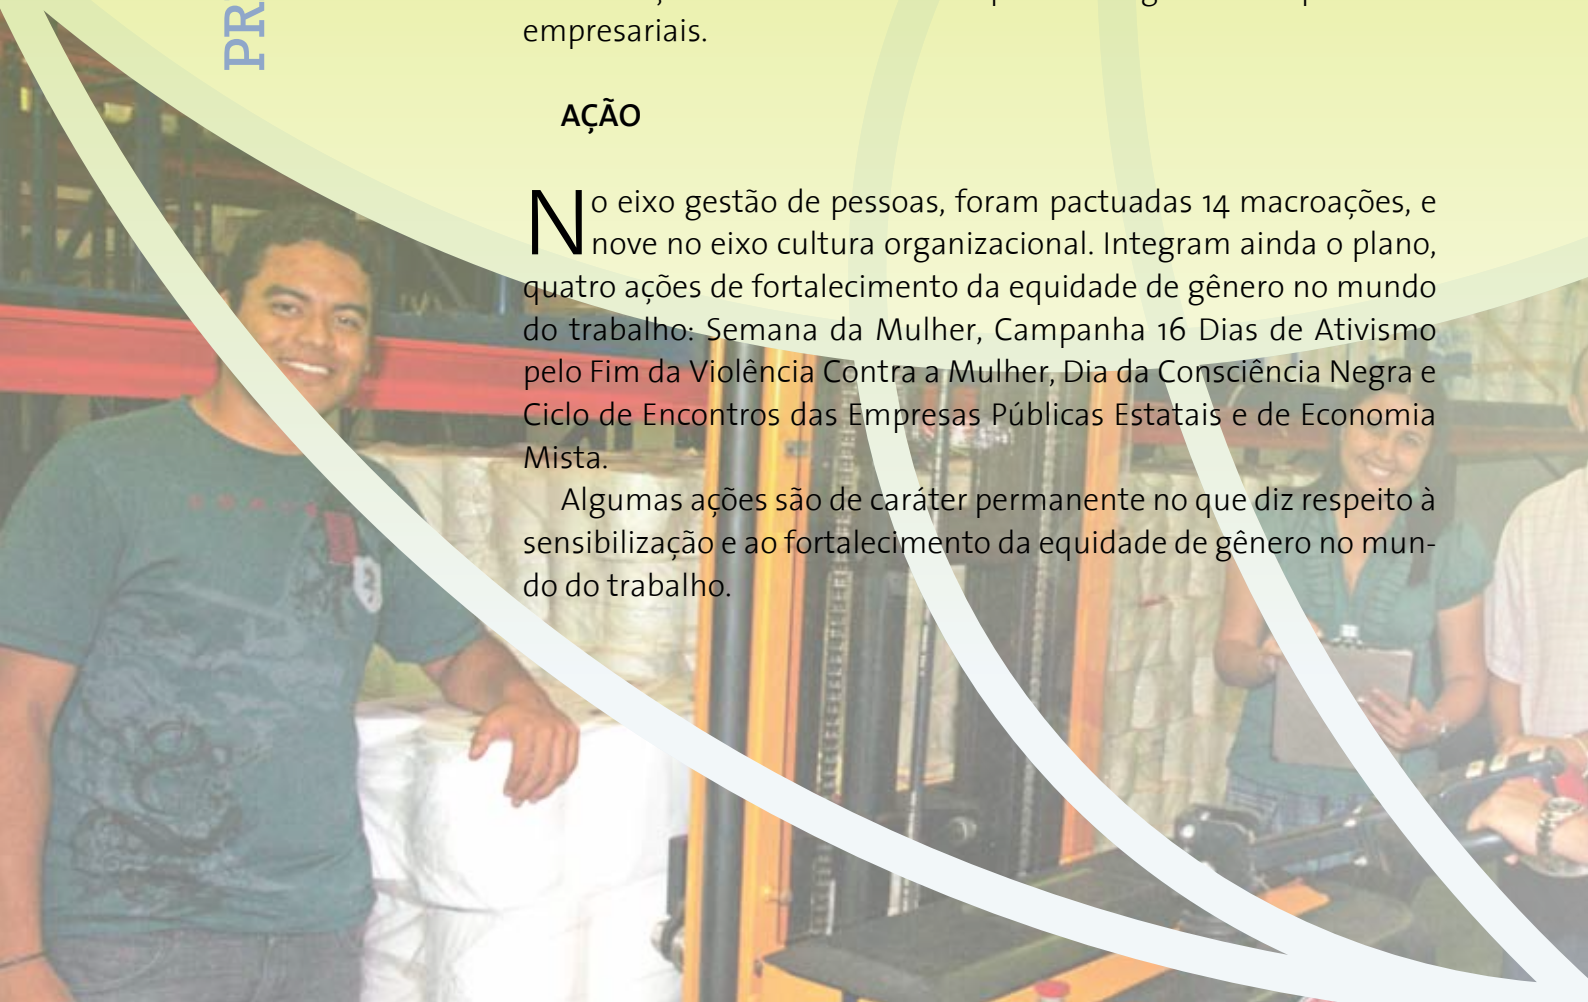 PR
empresariais.
AÇÃO
No eixo gestão de pessoas, foram pactuadas 14 macroações, e
nove no eixo cultura organizacional. Integram ainda o plano,
quatro ações de fortalecimento da equidade de gênero no mundo
do trabalho: Semana da Mulher, Campanha 16 Dias de Ativismo
pelo Fim da Violência Contra a Mulher, Dia da Consciência Negra e
Ciclo de Encontros das Empresas Públicas Estatais e de Economia
Mista.
Algumas ações são de caráter permanente no que diz respeito à
sensibilização e ao fortalecimento da equidade de gênero no mun-
do do trabalho.